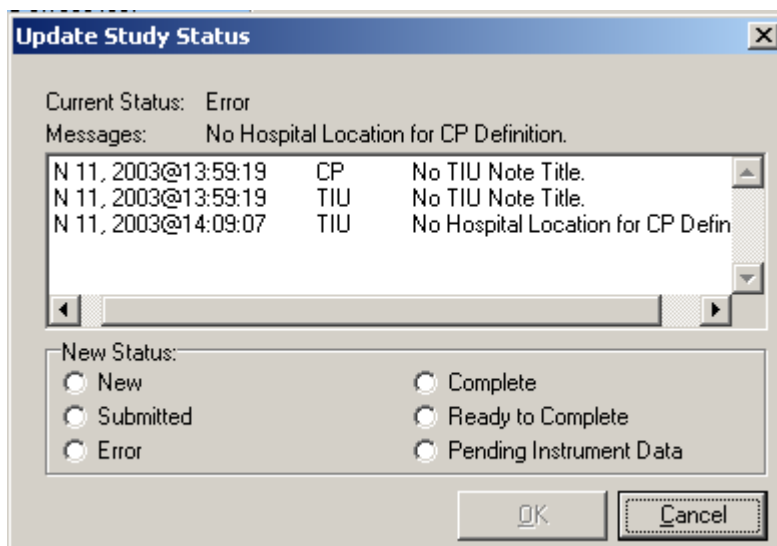 Update Study Status
Current Status: Error
Messages: No Hospital Location for CP Definition.
N 11, 2003@13:59:19 CP No TIU Note Title.
N 11, 2003@13:59:19 TIU No TIU Note Title.
N 11, 2003@14:09:07 TIU No Hospital Location for CP Defin
New Status:
New Complete
Submitted Ready to Complete
Error Pending Instrument Data
OK Cancel